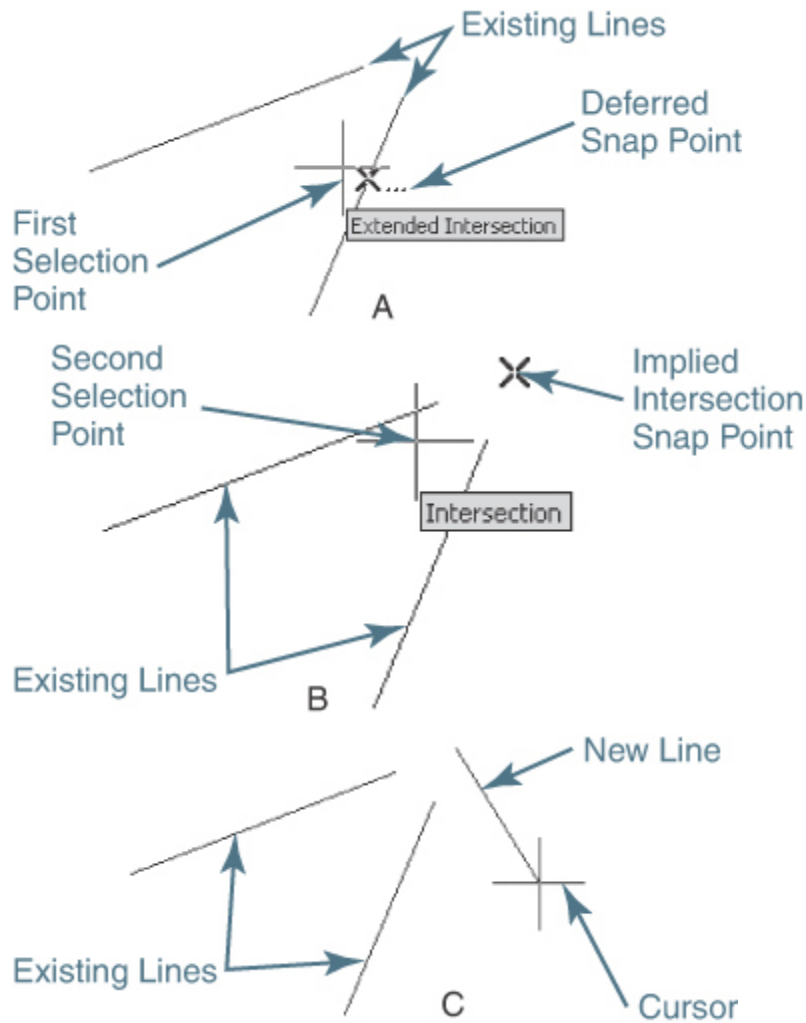 Existing Lines
Deferred
Snap Point
First
Selection
Point
Extended Intersection
A
Second
Selection
Point
Implied
Intersection
Snap Point
Intersection
Existing Lines
B
New Line
Existing Lines
C
Cursor